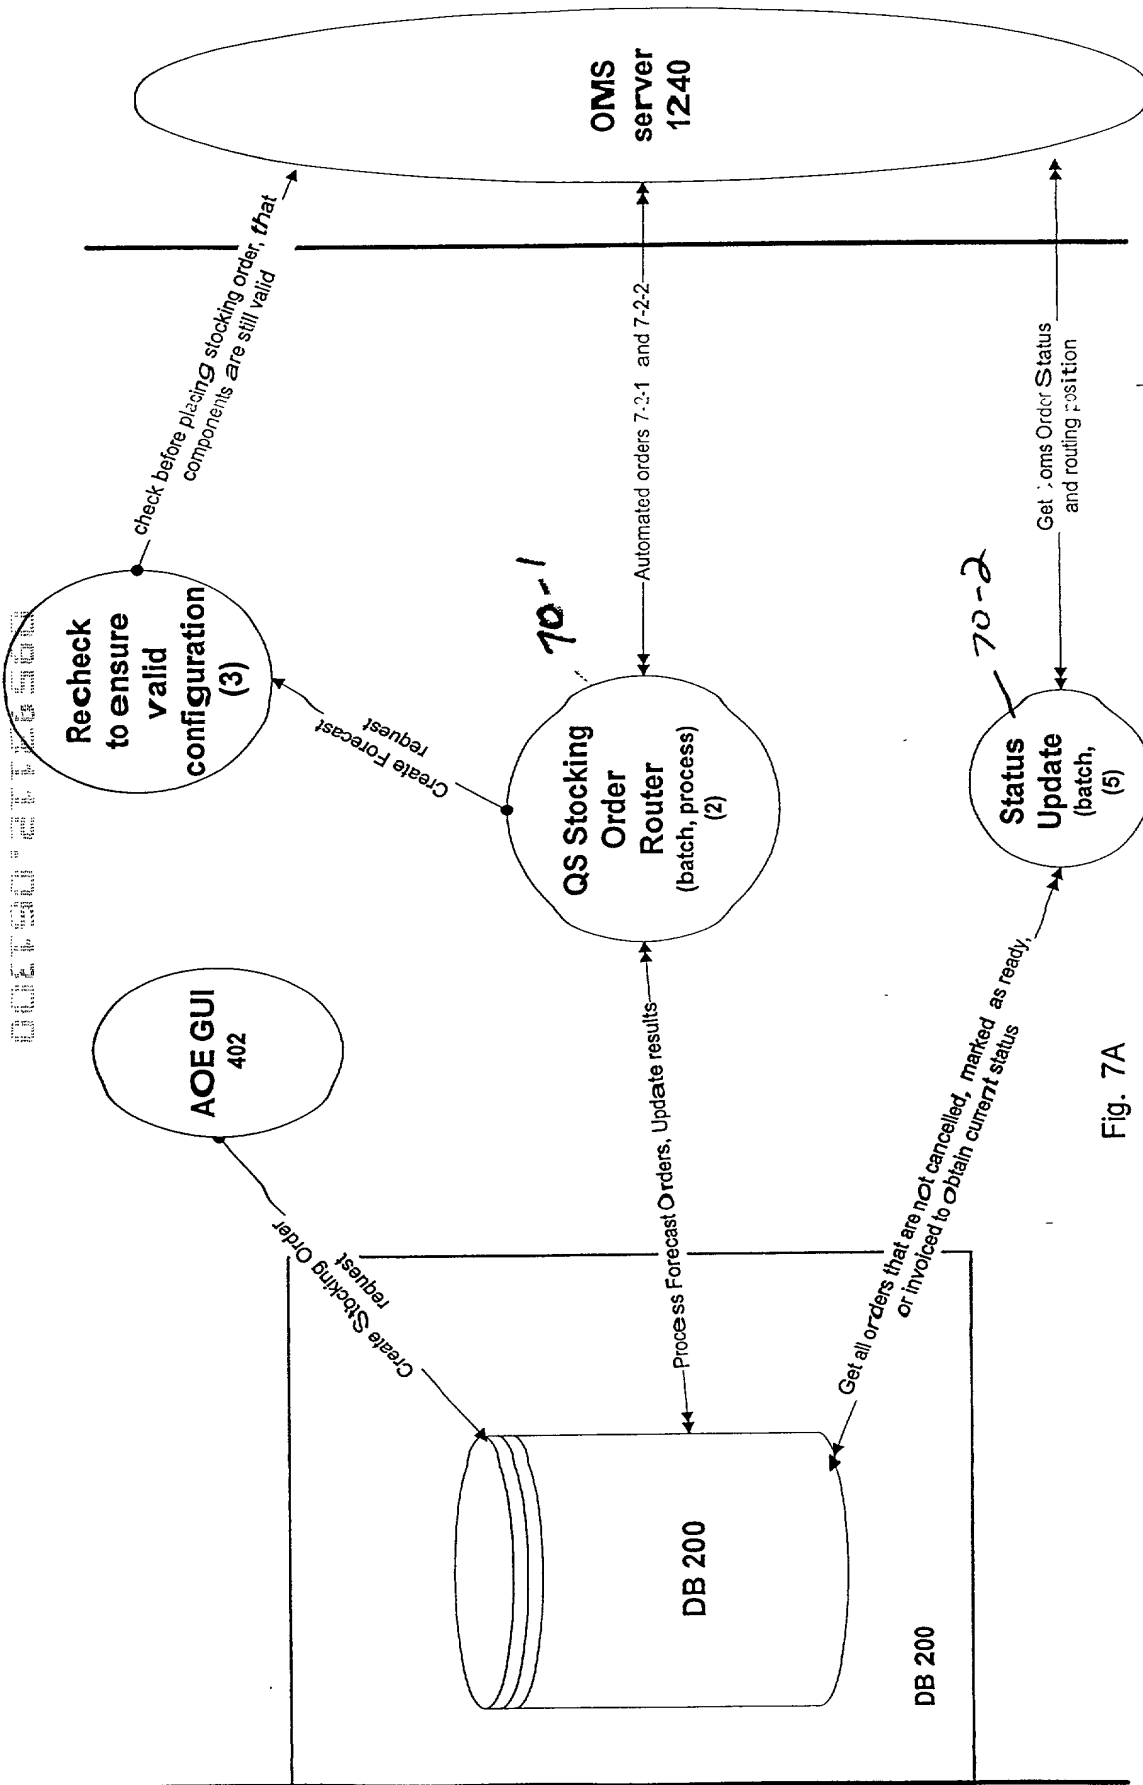 AOE GUI
402
Create Stocking Order
request
DB 200
DB 200
Process Forecast Orders, Update results
Get all orders that are not cancelled, marked as ready,
or invoiced to obtain current status
Recheck
to ensure
valid
configuration
(3)
Create Forecast
request
QS Stocking
Order
Router
(batch, process)
(2)
70-1
Status
Update
(batch,
(5)
70-2
check before placing stocking order, that
components are still valid
Automated orders 7-2-1 and 7-2-2
Get Order Status
and routing position
OMS
server
1240
Fig. 7A